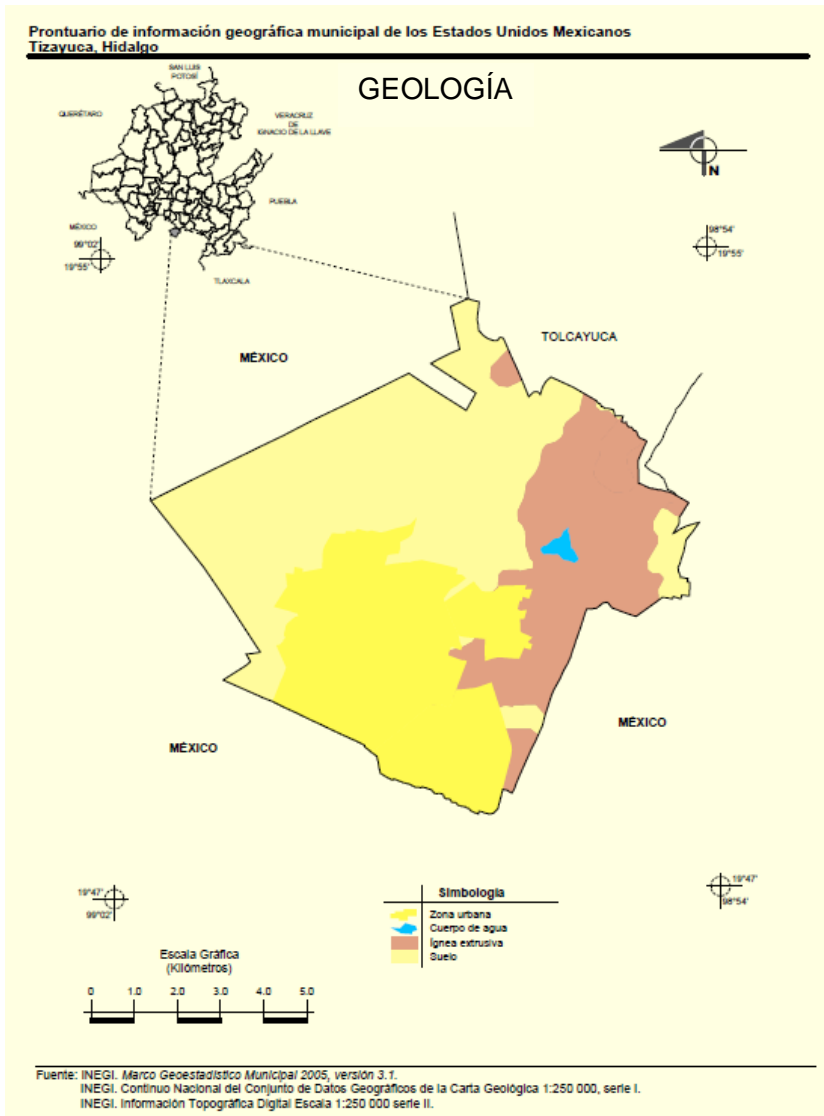 Prontuario de información geográfica municipal de los Estados Unidos Mexicanos
Tizayuca, Hidalgo
GEOLOGÍA
SAN LUIS
POTOSÍ
QUERÉTARO
VERACRUZ
DE
IGNACIO DE LA LLAVE
PUEBLA
MÉXICO
TLAXCALA
N
99°02'
19°55'
98°54'
19°55'
TOLCAYUCA
MÉXICO
MÉXICO
MÉXICO
19°47'
99°02'
19°47'
98°54'
Simbología
Zona urbana
Cuerpo de agua
Ígnea extrusiva
Suelo
Escala Gráfica
(Kilómetros)
0 1.0 2.0 3.0 4.0 5.0
Fuente: INEGI. Marco Geoestadístico Municipal 2005, versión 3.1.
INEGI. Continuo Nacional del Conjunto de Datos Geográficos de la Carta Geológica 1:250 000, serie I.
INEGI. Información Topográfica Digital Escala 1:250 000 serie II.